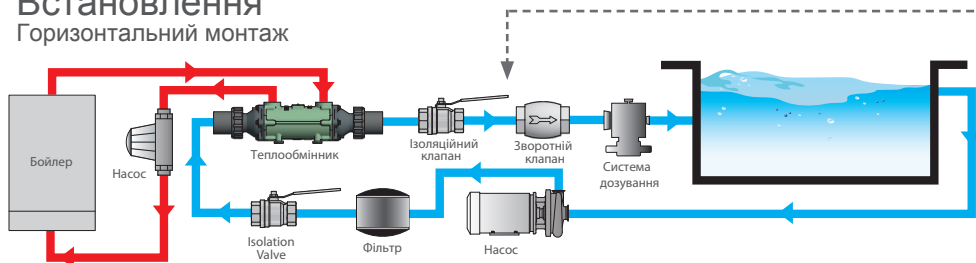 Встановлення
Горизонтальний монтаж
Бойлер
Насос
Теплообмінник
Ізоляційний
клапан
Зворотній
клапан
Система
дозування
Isolation
Valve
Фільтр
Насос